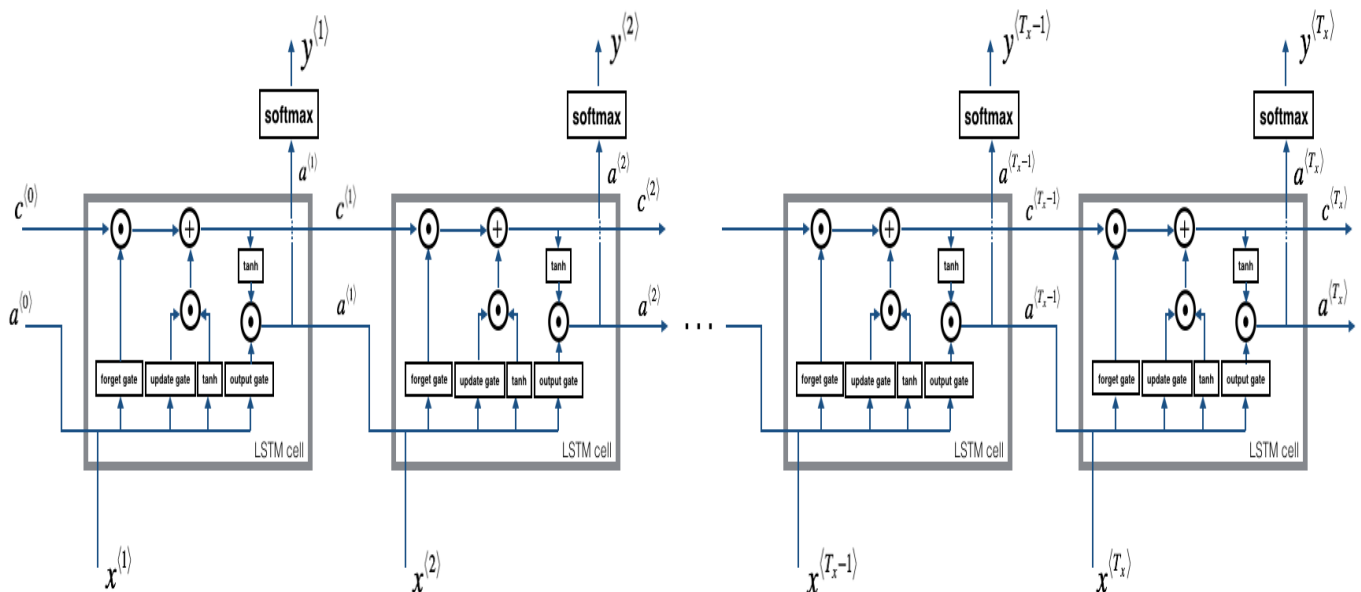 y⟨1⟩ y⟨2⟩ y⟨Tx−1⟩ y⟨Tx⟩
softmax softmax softmax softmax
a⟨1⟩ a⟨2⟩ a⟨Tx−1⟩ a⟨Tx⟩
c⟨0⟩ c⟨1⟩ c⟨2⟩ c⟨Tx−1⟩ c⟨Tx⟩
tanh tanh tanh tanh
a⟨0⟩ a⟨1⟩ a⟨2⟩ ... a⟨Tx−1⟩ a⟨Tx⟩
forget gate update gate tanh output gate forget gate update gate tanh output gate forget gate update gate tanh output gate forget gate update gate tanh output gate
LSTM cell LSTM cell LSTM cell LSTM cell
x⟨1⟩ x⟨2⟩ x⟨Tx−1⟩ x⟨Tx⟩